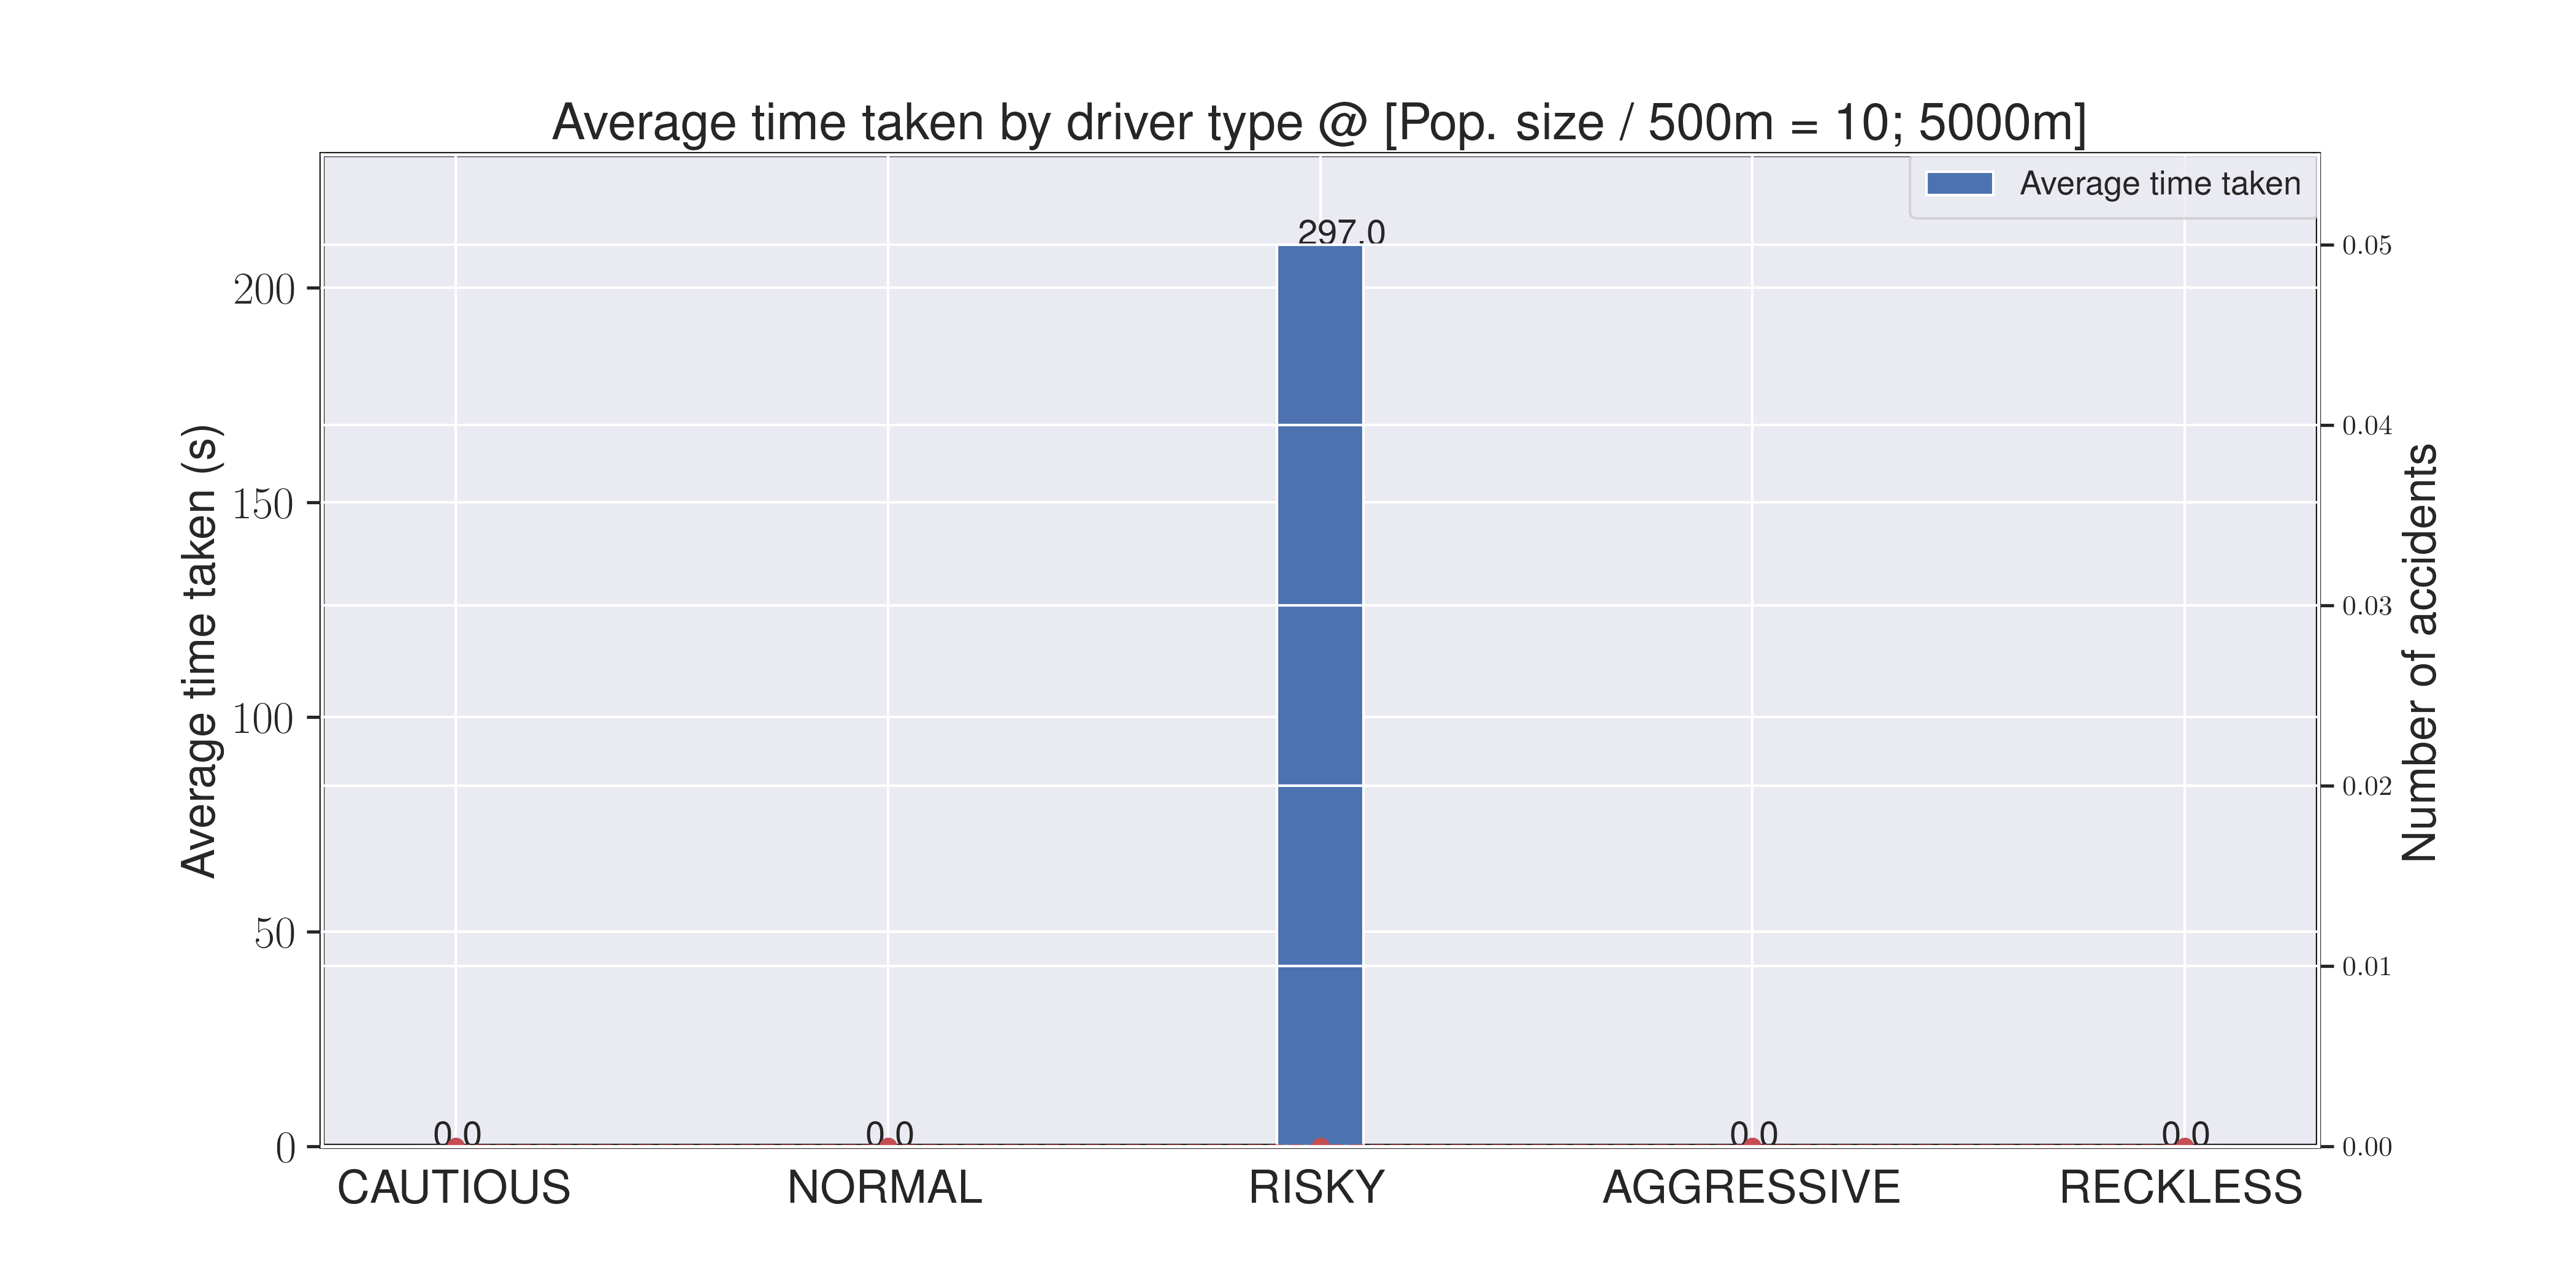 Average time taken by driver type @ [Pop. size / 500m = 10; 5000m]
Average time taken
297.0
0.05
200
0.04
150
0.03
100
0.02
50
0.01
0
0.00
0.0
0.0
0.0
0.0
Average time taken (s)
Number of accidents
CAUTIOUS
NORMAL
RISKY
AGGRESSIVE
RECKLESS